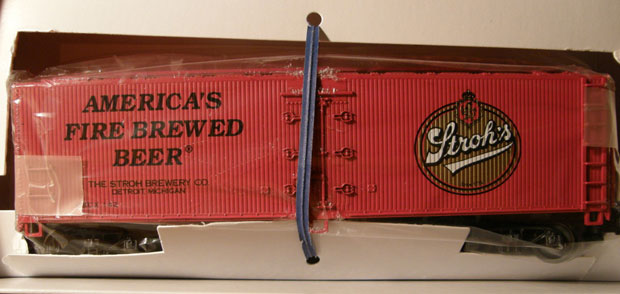 AMERICA'S
FIRE BREWED
BEER®
THE STROH BREWERY CO.
DETROIT MICHIGAN
Stroh's